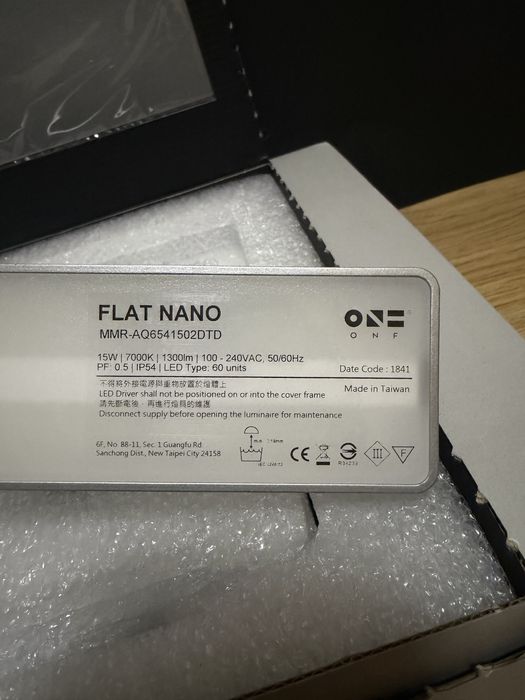 FLAT NANO
MMR-AQ6541502DTD
ONF
ONF
15W | 7000K | 1300lm | 100 - 240VAC, 50/60Hz
PF: 0.5 | IP54 | LED Type: 60 units
Date Code : 1841
不得將外接電源與重物放置於燈體上
Made in Taiwan
LED Driver shall not be positioned on or into the cover frame
請先斷電後，再進行燈具的維護
Disconnect supply before opening the luminaire for maintenance
6F, No. 88-11, Sec. 1 Guangfu Rd.
Sanchong Dist., New Taipei City 24158
min.
CE
III
F